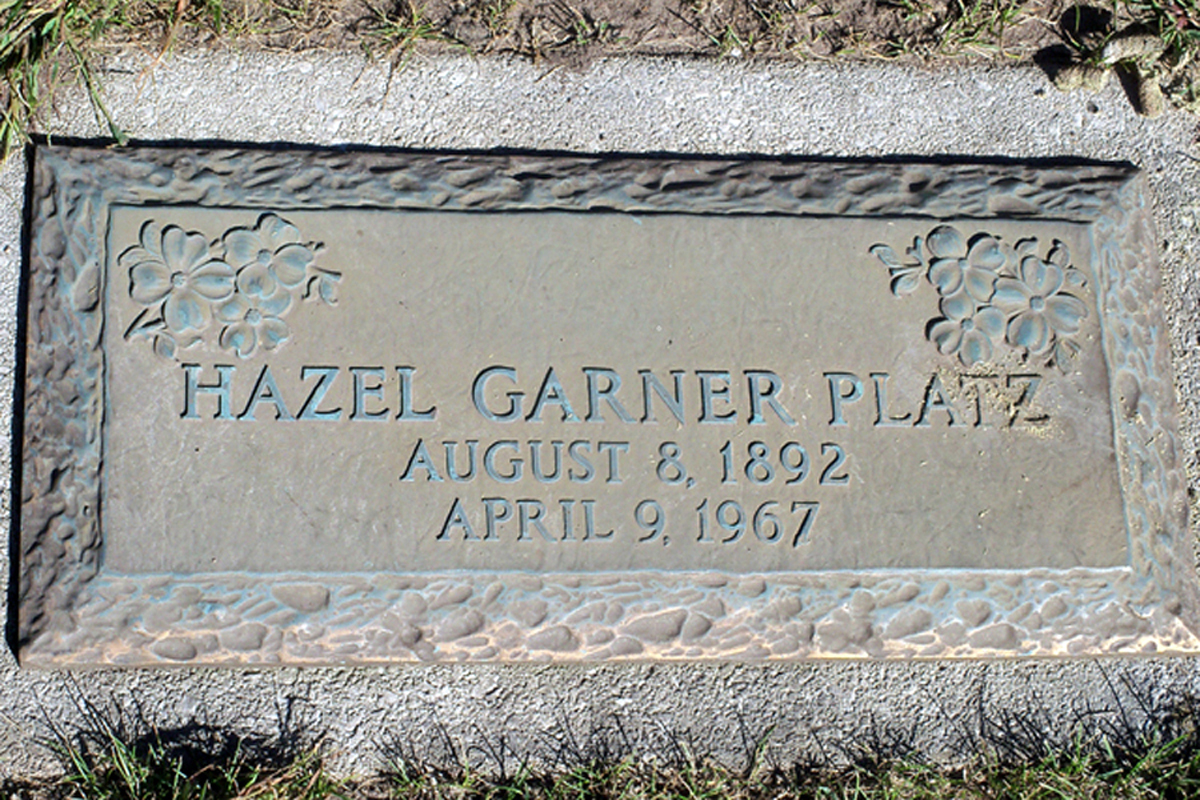 HAZEL GARNER PLATZ
AUGUST 8, 1892
APRIL 9, 1967